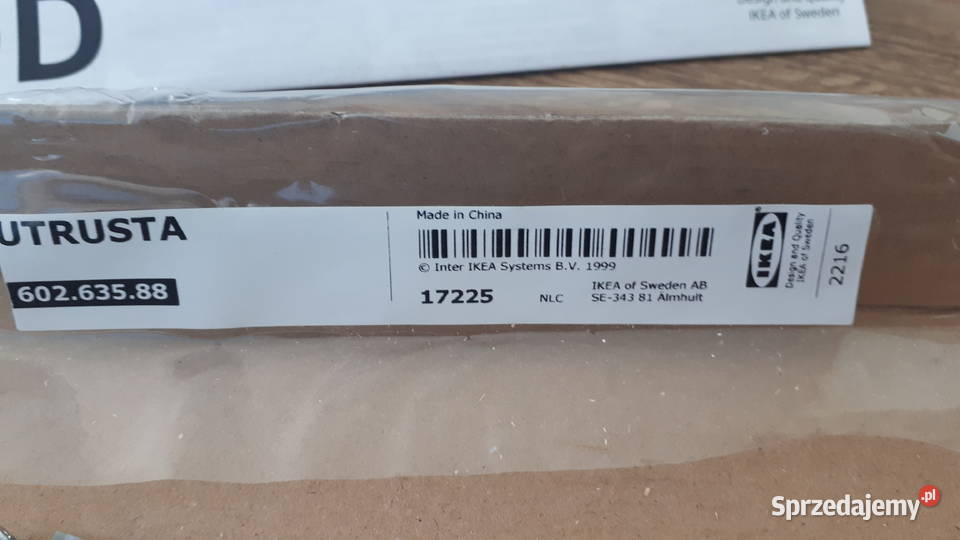 D
Design and Quality
IKEA of Sweden
UTRUSTA
602.635.88
Made in China
© Inter IKEA Systems B.V. 1999
17225
NLC
IKEA of Sweden AB
SE-343 81 Älmhult
IKEA
Design and Quality
IKEA of Sweden
2216
Sprzedajemy.pl